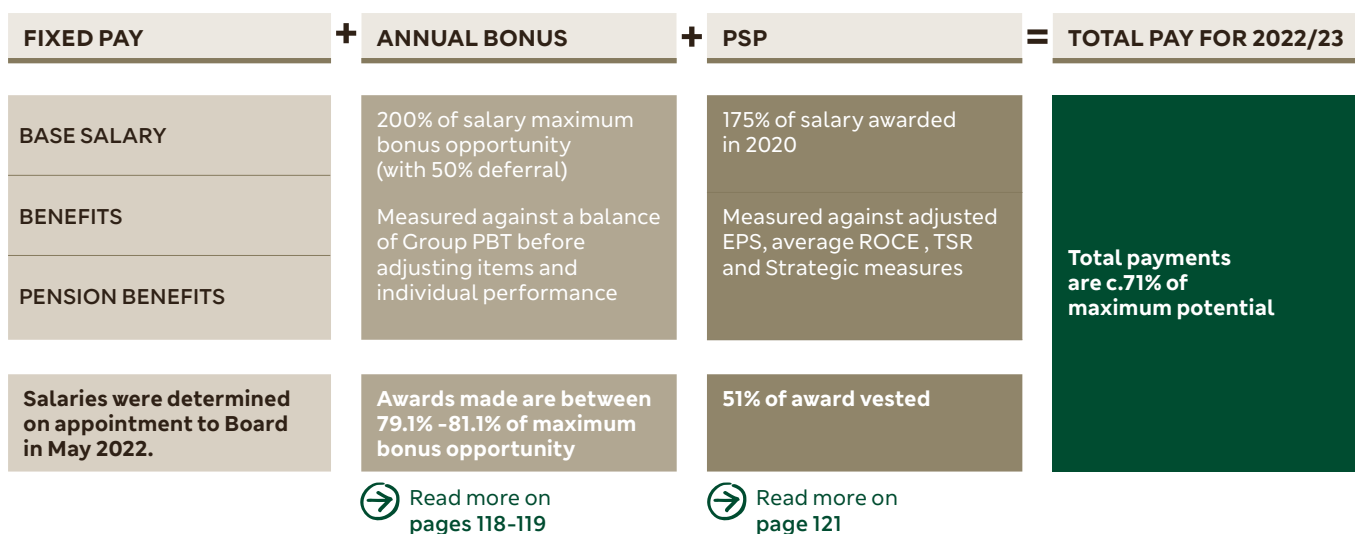 FIXED PAY
+
ANNUAL BONUS
+
PSP
=
TOTAL PAY FOR 2022/23
BASE SALARY
BENEFITS
PENSION BENEFITS
Salaries were determined
on appointment to Board
in May 2022.
200% of salary maximum
bonus opportunity
(with 50% deferral)
Measured against a balance
of Group PBT before
adjusting items and
individual performance
Awards made are between
79.1% -81.1% of maximum
bonus opportunity
Read more on
pages 118-119
175% of salary awarded
in 2020
Measured against adjusted
EPS, average ROCE , TSR
and Strategic measures
51% of award vested
Read more on
page 121
Total payments
are c.71% of
maximum potential